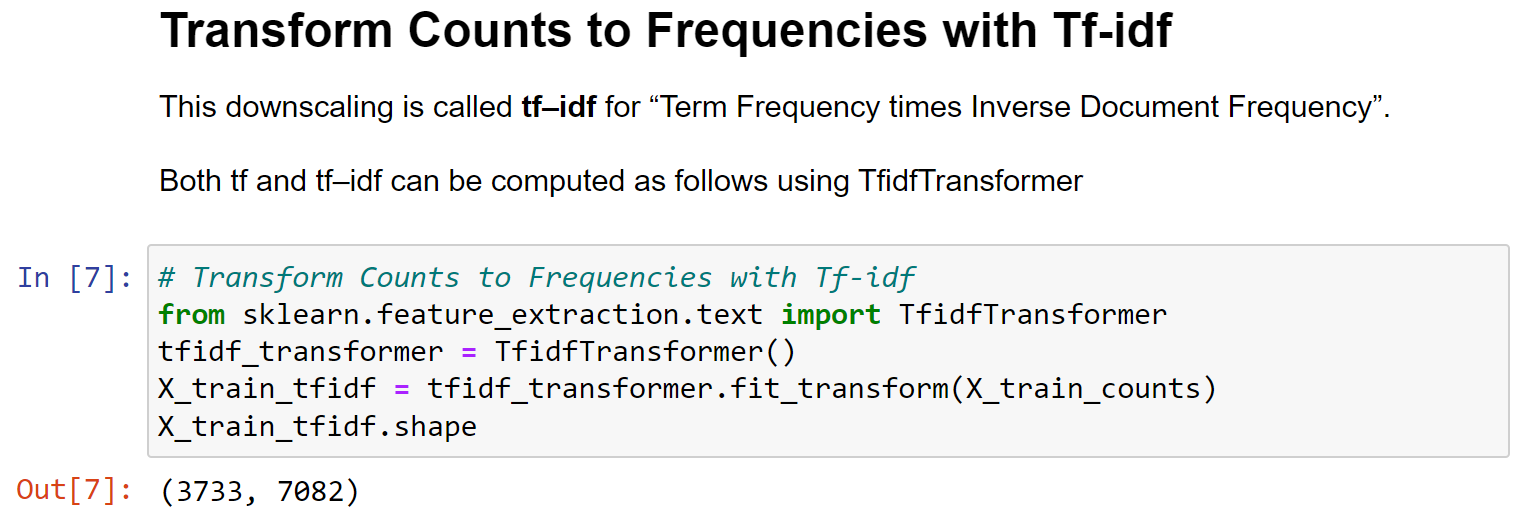 Transform Counts to Frequencies with Tf-idf
This downscaling is called tf–idf for “Term Frequency times Inverse Document Frequency”.
Both tf and tf–idf can be computed as follows using TfidfTransformer
In [7]:
# Transform Counts to Frequencies with Tf-idf
from sklearn.feature_extraction.text import TfidfTransformer
tfidf_transformer = TfidfTransformer()
X_train_tfidf = tfidf_transformer.fit_transform(X_train_counts)
X_train_tfidf.shape
Out[7]: (3733, 7082)